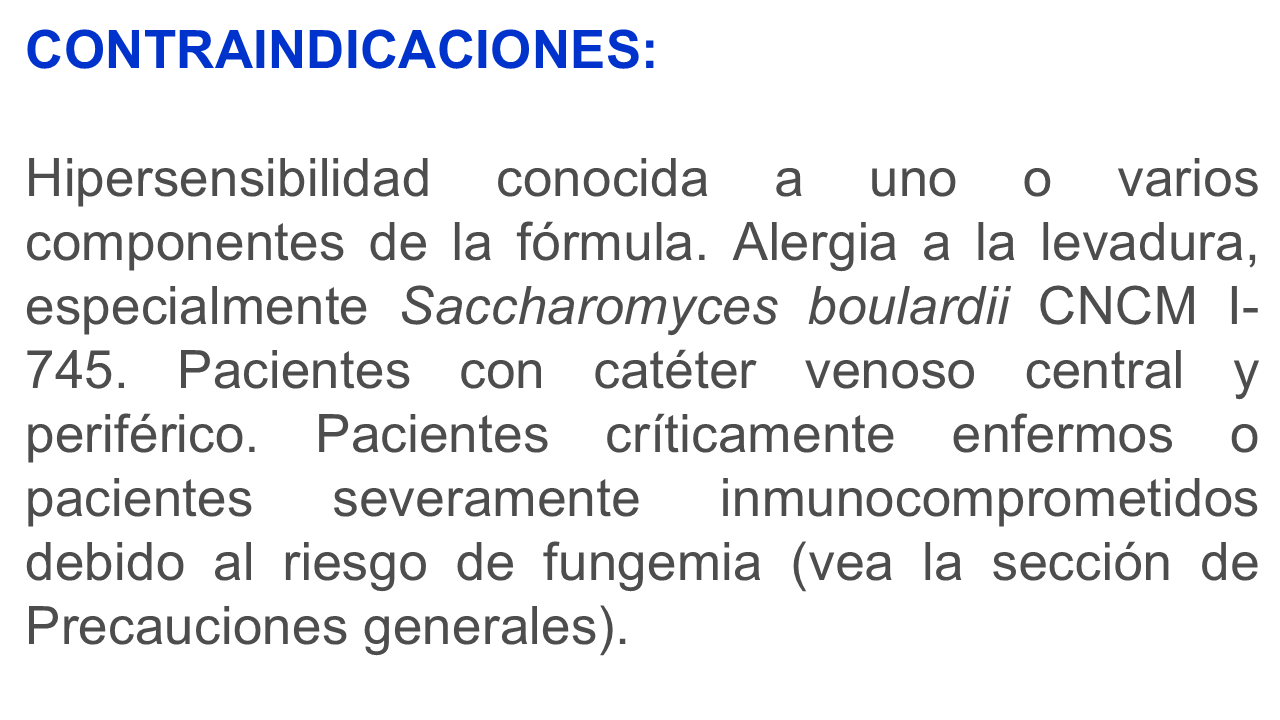 CONTRAINDICACIONES:
Hipersensibilidad conocida a uno o varios
componentes de la fórmula. Alergia a la levadura,
especialmente Saccharomyces boulardii CNCM I-
745. Pacientes con catéter venoso central y
periférico. Pacientes críticamente enfermos o
pacientes severamente inmunocomprometidos
debido al riesgo de fungemia (vea la sección de
Precauciones generales).